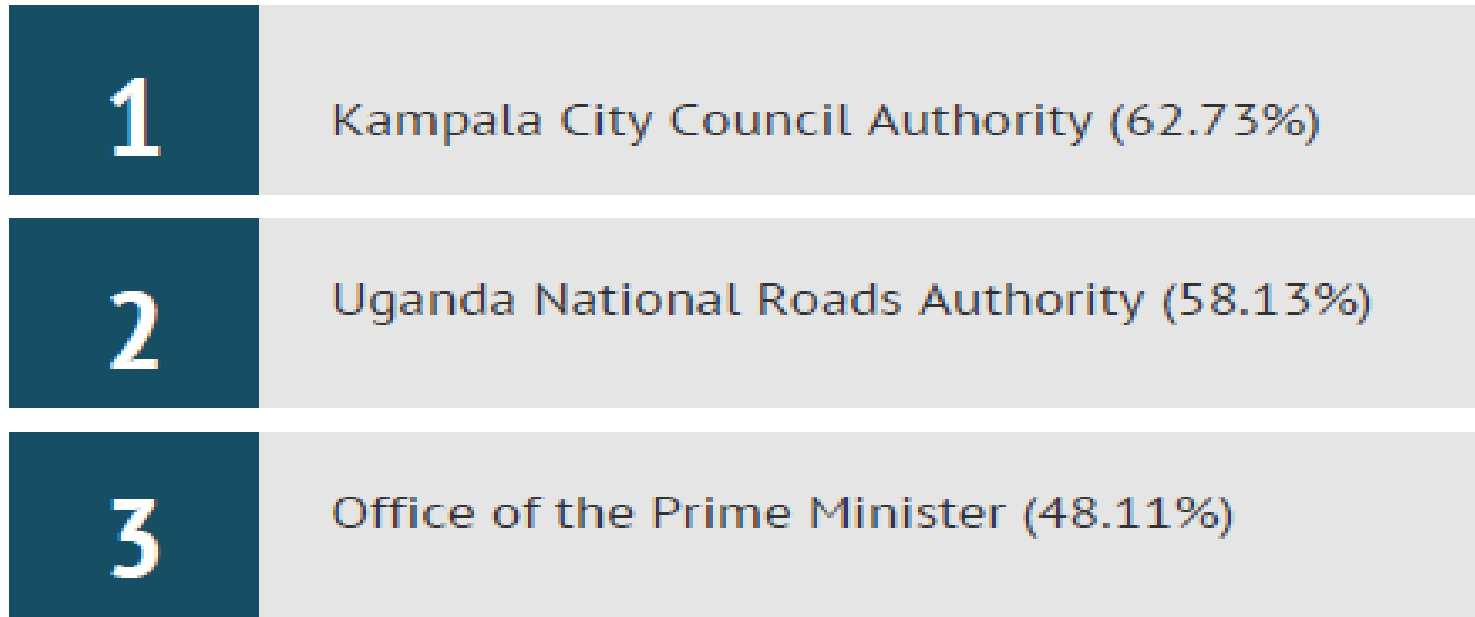 1
Kampala City Council Authority (62.73%)
2
Uganda National Roads Authority (58.13%)
3
Office of the Prime Minister (48.11%)